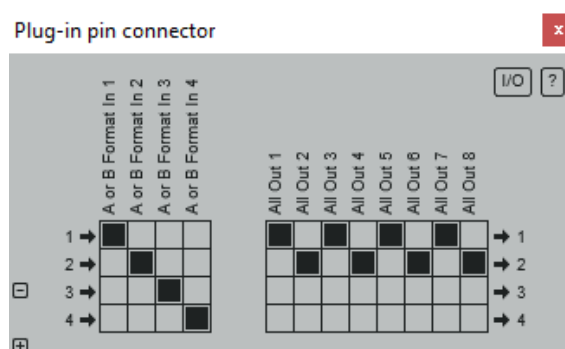 Plug-in pin connector
x
I/O
?
A or B Format In 1
A or B Format In 2
A or B Format In 3
A or B Format In 4
All Out 1
All Out 2
All Out 3
All Out 4
All Out 5
All Out 6
All Out 7
All Out 8
1 → → 1
2 → → 2
3 → → 3
4 → → 4